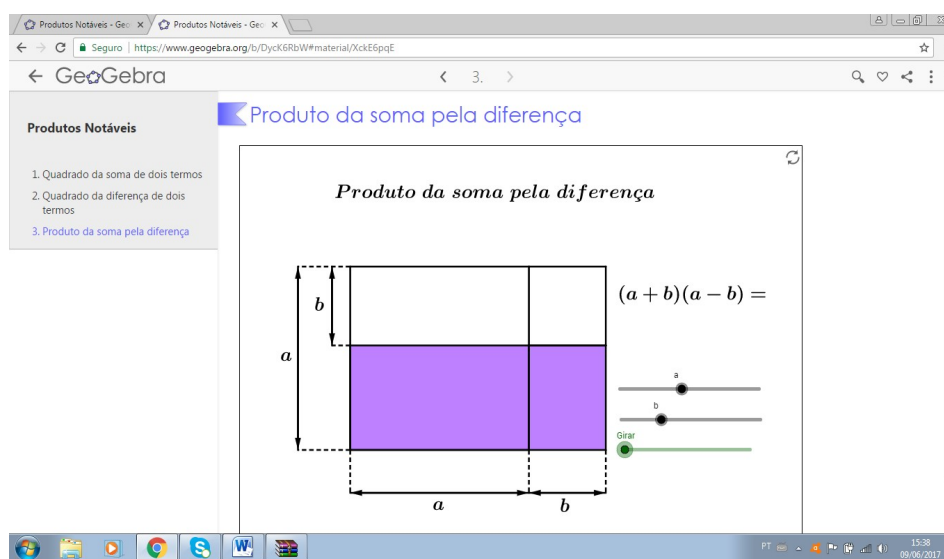 Produtos Notáveis - Geo
Produtos Notáveis - Geo
Seguro | https://www.geogebra.org/b/DycK6RbW#material/XckE6pqE
GeoGebra
3.
Produtos Notáveis
1. Quadrado da soma de dois termos
2. Quadrado da diferença de dois
termos
3. Produto da soma pela diferença
Produto da soma pela diferença
Produto da soma pela diferença
b
a
(a + b)(a − b) =
a
b
Girar
a
b
PT
15:38
09/06/2017